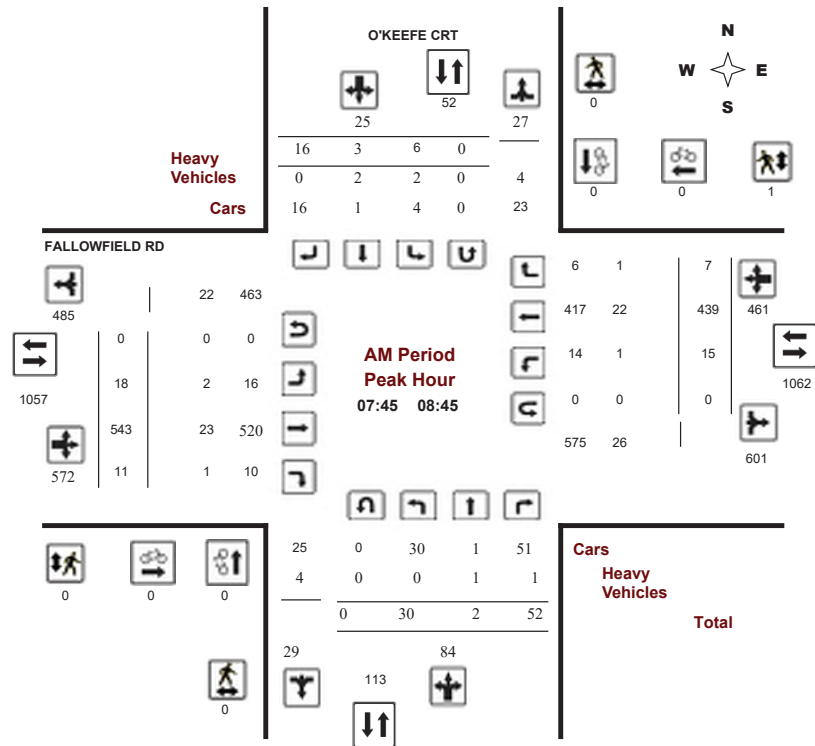 O'KEEFE CRT
N
W E
S
52
0
25 27
16 3 6 0
Heavy
Vehicles
0 2 2 0 4
Cars
16 1 4 0 23
0 0 1
FALLOWFIELD RD
22 463
485
0 0 0
1057
18 2 16
543 23 520
572
11 1 10
AM Period
Peak Hour
07:45 08:45
6 1 7
417 22 439 461
14 1 15
1062
0 0 0
575 26
601
25 0 30 1 51
4 0 0 1 1
0 30 2 52
Cars
Heavy
Vehicles
Total
0 0 0
29 84
113
0